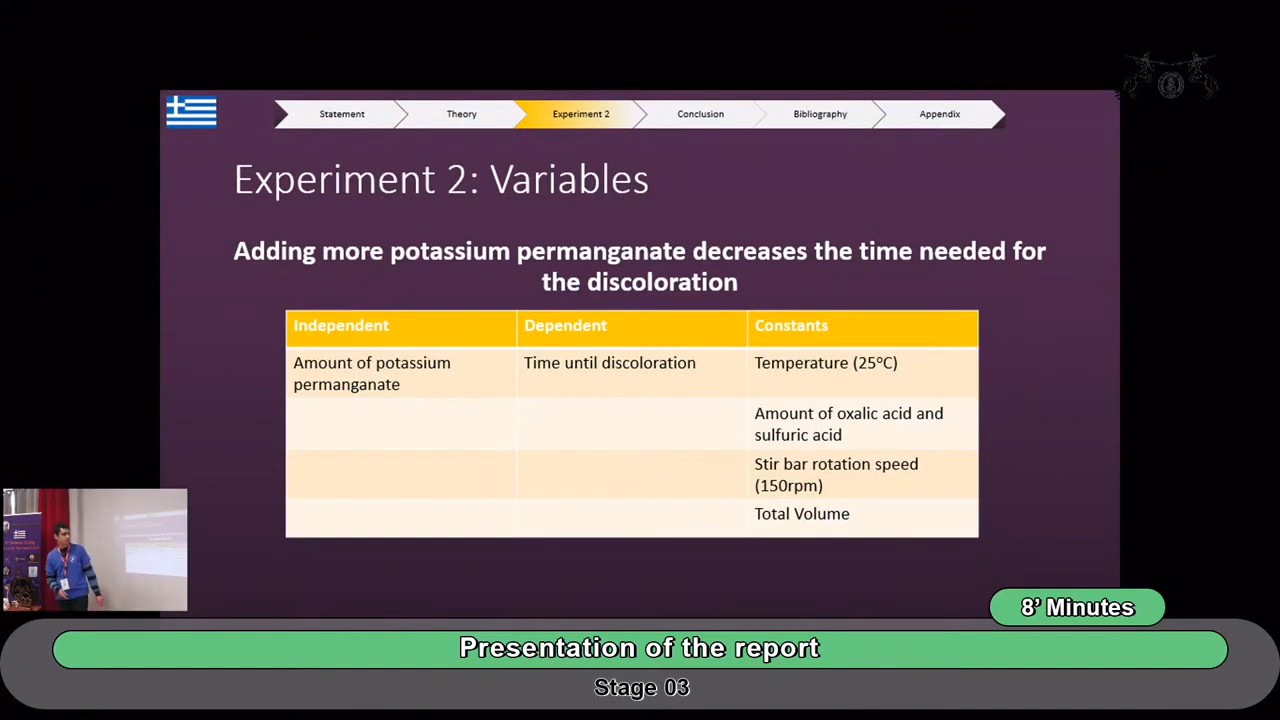 Statement
Theory
Experiment 2
Conclusion
Bibliography
Appendix
Experiment 2: Variables
Adding more potassium permanganate decreases the time needed for
the discoloration
Independent
Dependent
Constants
Amount of potassium
permanganate
Time until discoloration
Temperature (25°C)
Amount of oxalic acid and
sulfuric acid
Stir bar rotation speed
(150rpm)
Total Volume
8’ Minutes
Presentation of the report
Stage 03